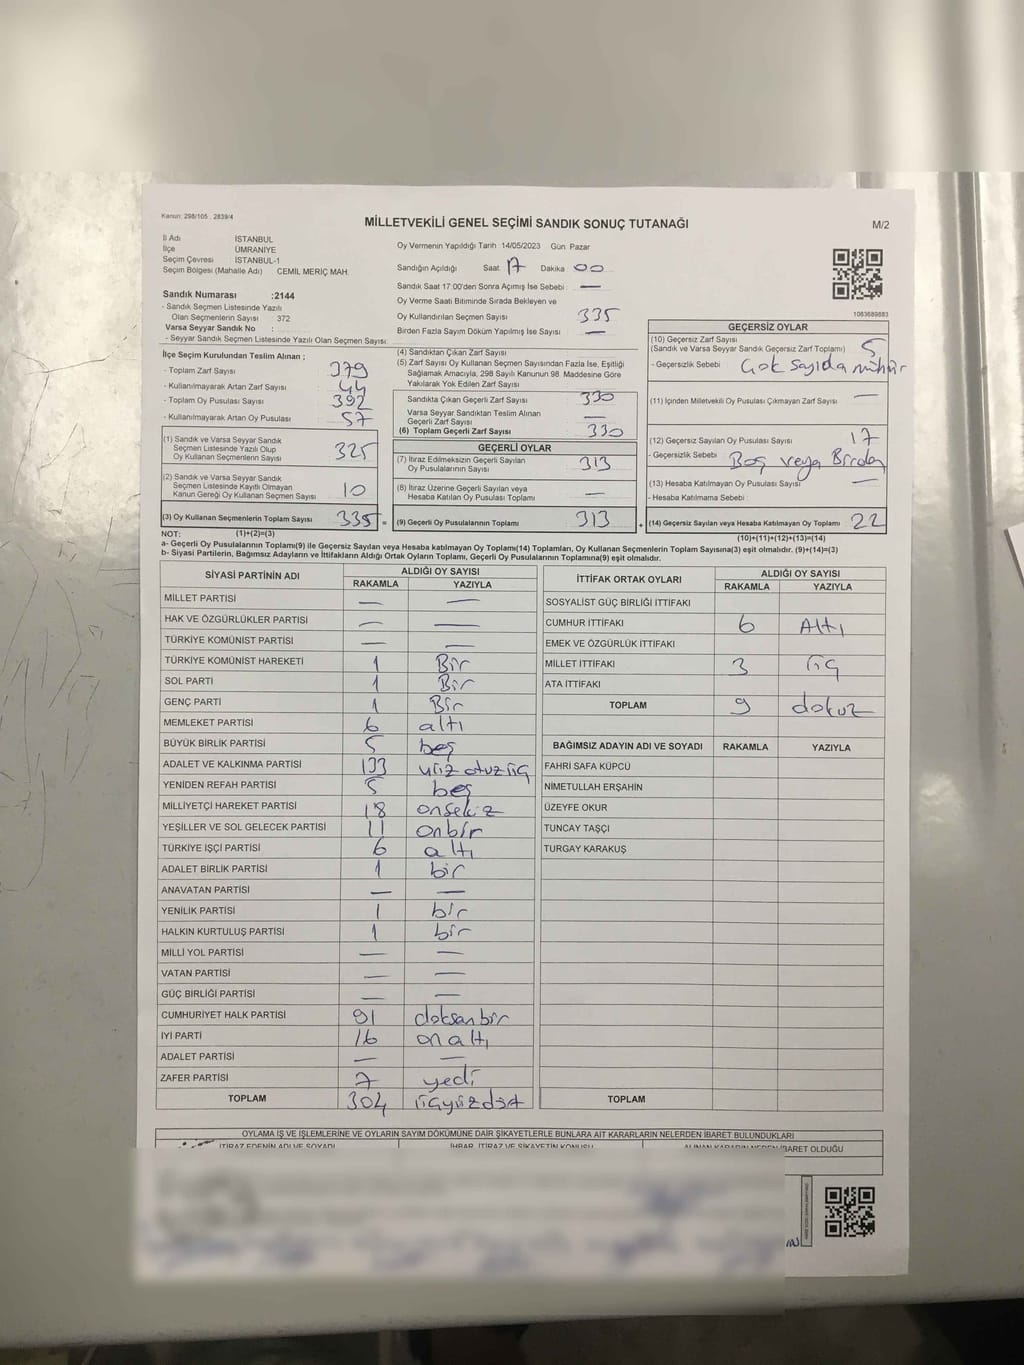 Kanun: 298/105 , 2839/4
MİLLETVEKİLİ GENEL SEÇİMİ SANDIK SONUÇ TUTANAĞI
M/2
İl Adı İSTANBUL
İlçe ÜMRANİYE
Seçim Çevresi : İSTANBUL-1
Seçim Bölgesi (Mahalle Adı) CEMİL MERİÇ MAH.
Oy Vermenin Yapıldığı Tarih :14/05/2023 Gün: Pazar
Sandığın Açıldığı Saat 17 Dakika 00
Sandık Saat 17:00'den Sonra Açımış İse Sebebi : —
Oy Verme Saati Bitiminde Sırada Bekleyen ve
Oy Kullandırılan Seçmen Sayısı 335
Birden Fazla Sayım Döküm Yapılmış İse Sayısı —
1063689883
Sandık Numarası :2144
- Sandık Seçmen Listesinde Yazılı
Olan Seçmenlerin Sayısı 372
Varsa Seyyar Sandık No :
- Seyyar Sandık Seçmen Listesinde Yazılı Olan Seçmen Sayısı:
İlçe Seçim Kurulundan Teslim Alınan ;
- Toplam Zarf Sayısı 379
- Kullanılmayarak Artan Zarf Sayısı 44
- Toplam Oy Pusulası Sayısı 392
- Kullanılmayarak Artan Oy Pusulası 57
(1) Sandık ve Varsa Seyyar Sandık
Seçmen Listesinde Yazılı Olup
Oy Kullanan Seçmenlerin Sayısı 325
(2) Sandık ve Varsa Seyyar Sandık
Seçmen Listesinde Kayıtlı Olmayan
Kanun Gereği Oy Kullanan Seçmen Sayısı 10
(3) Oy Kullanan Seçmenlerin Toplam Sayısı 335 =
(4) Sandıktan Çıkan Zarf Sayısı
(5) Zarf Sayısı Oy Kullanan Seçmen Sayısından Fazla İse, Eşitliği
Sağlamak Amacıyla, 298 Sayılı Kanunun 98. Maddesine Göre
Yakılarak Yok Edilen Zarf Sayısı
Sandıkta Çıkan Geçerli Zarf Sayısı 330
Varsa Seyyar Sandıktan Teslim Alınan
Geçerli Zarf Sayısı —
(6) Toplam Geçerli Zarf Sayısı 330
GEÇERLİ OYLAR
(7) İtiraz Edilmeksizin Geçerli Sayılan
Oy Pusulalarının Sayısı 313
(8) İtiraz Üzerine Geçerli Sayılan veya
Hesaba Katılan Oy Pusulası Toplamı —
(9) Geçerli Oy Pusulalarının Toplamı 313 +
GEÇERSİZ OYLAR
(10) Geçersiz Zarf Sayısı
(Sandık ve Varsa Seyyar Sandık Geçersiz Zarf Toplamı) 5
- Geçersizlik Sebebi : Çok sayıda mühür
(11) İçinden Milletvekili Oy Pusulası Çıkmayan Zarf Sayısı —
(12) Geçersiz Sayılan Oy Pusulası Sayısı 17
- Geçersizlik Sebebi : Boş veya Birden
(13) Hesaba Katılmayan Oy Pusulası Sayısı —
- Hesaba Katılmama Sebebi :
(14) Geçersiz Sayılan veya Hesaba Katılmayan Oy Toplamı 22
NOT: (1)+(2)=(3) (10)+(11)+(12)+(13)=(14)
a- Geçerli Oy Pusulaları Toplamı(9) ile Geçersiz Sayılan veya Hesaba katılmayan Oy Toplamı(14) Toplamları, Oy Kullanan Seçmenlerin Toplam Sayısına(3) eşit olmalıdır. (9)+(14)=(3)
b- Siyasi Partilerin, Bağımsız Adayların ve İttifakların Aldığı Ortak Oyların Toplamı, Geçerli Oy Pusulalarının Toplamına(9) eşit olmalıdır.
SİYASİ PARTİNİN ADI ALDIĞI OY SAYISI
RAKAMLA YAZIYLA
MİLLET PARTİSİ — —
HAK VE ÖZGÜRLÜKLER PARTİSİ — —
TÜRKİYE KOMÜNİST PARTİSİ — —
TÜRKİYE KOMÜNİST HAREKETİ 1 Bir
SOL PARTİ 1 Bir
GENÇ PARTİ 1 Bir
MEMLEKET PARTİSİ 6 altı
BÜYÜK BİRLİK PARTİSİ 5 beş
ADALET VE KALKINMA PARTİSİ 133 yüz otuz üç
YENİDEN REFAH PARTİSİ 5 beş
MİLLİYETÇİ HAREKET PARTİSİ 18 onsekiz
YEŞİLLER VE SOL GELECEK PARTİSİ 11 onbir
TÜRKİYE İŞÇİ PARTİSİ 6 altı
ADALET BİRLİK PARTİSİ 1 bir
ANAVATAN PARTİSİ — —
YENİLİK PARTİSİ 1 bir
HALKIN KURTULUŞ PARTİSİ 1 bir
MİLLİ YOL PARTİSİ — —
VATAN PARTİSİ — —
GÜÇ BİRLİĞİ PARTİSİ — —
CUMHURİYET HALK PARTİSİ 91 doksan bir
İYİ PARTİ 16 on altı
ADALET PARTİSİ — —
ZAFER PARTİSİ 7 yedi
TOPLAM 304 üçyüzdört
İTTİFAK ORTAK OYLARI ALDIĞI OY SAYISI
RAKAMLA YAZIYLA
SOSYALİST GÜÇ BİRLİĞİ İTTİFAKI
CUMHUR İTTİFAKI 6 Altı
EMEK VE ÖZGÜRLÜK İTTİFAKI
MİLLET İTTİFAKI 3 üç
ATA İTTİFAKI
TOPLAM 9 dokuz
BAĞIMSIZ ADAYIN ADI VE SOYADI RAKAMLA YAZIYLA
FAHRİ SAFA KÜPCÜ
NİMETULLAH ERŞAHİN
ÜZEYFE OKUR
TUNCAY TAŞÇI
TURGAY KARAKUŞ
TOPLAM
OYLAMA İŞ VE İŞLEMLERİNE VE OYLARIN SAYIM DÖKÜMÜNE DAİR ŞİKAYETLERLE BUNLARA AİT KARARLARIN NELERDEN İBARET BULUNDUKLARI
İTİRAZ EDENİN ADI VE SOYADI İHBAR, İTİRAZ VE ŞİKAYETİN KONUSU ALINAN KARARIN NEDEN İBARET OLDUĞU